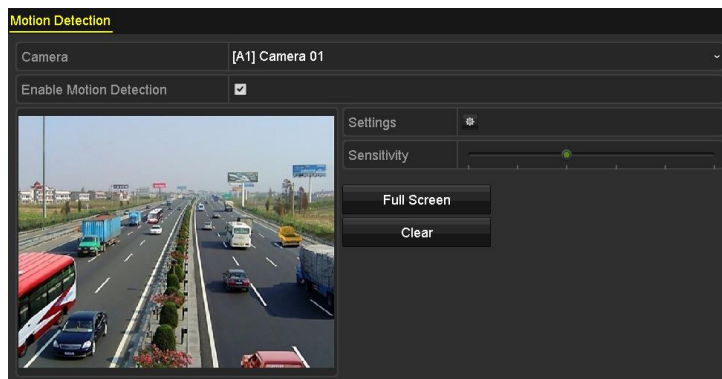 Motion Detection
Camera [A1] Camera 01
Enable Motion Detection
Settings
Sensitivity
Full Screen
Clear